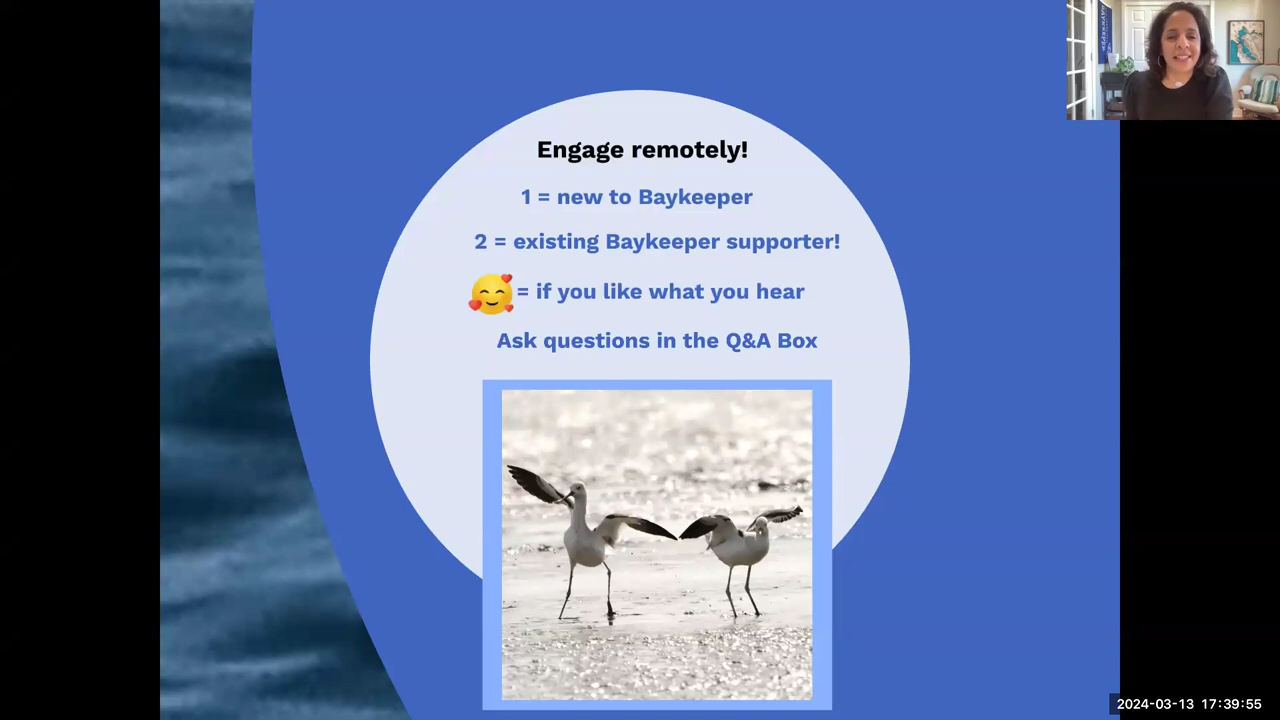 Engage remotely!
1 = new to Baykeeper
2 = existing Baykeeper supporter!
= if you like what you hear
Ask questions in the Q&A Box
2024-03-13 17:39:55